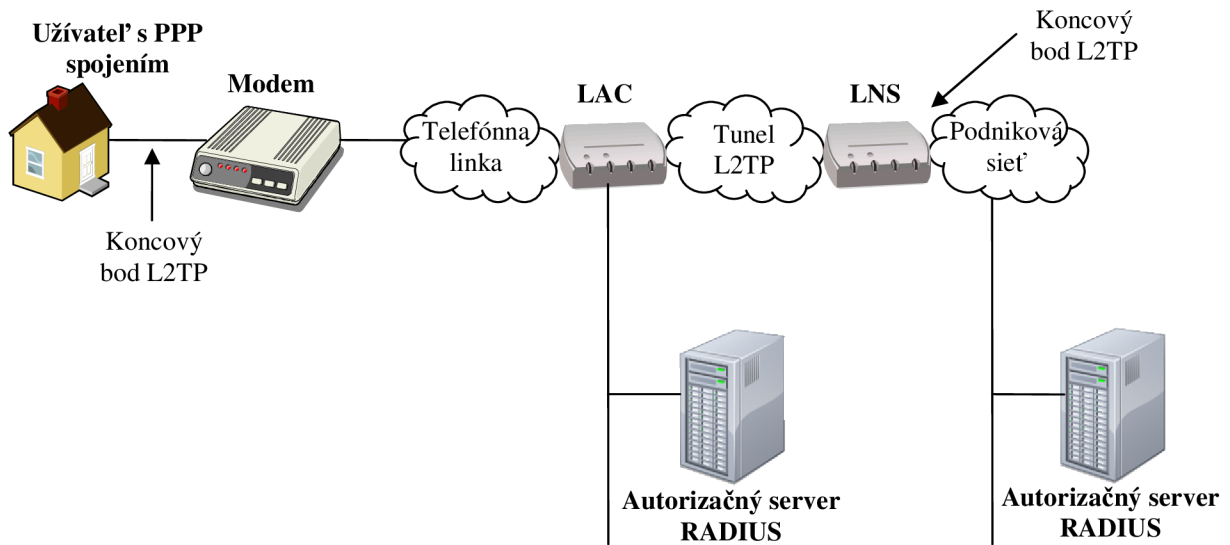 Užívateľ s PPP
spojením
Modem
Telefónna
linka
LAC
Tunel
L2TP
LNS
Koncový
bod L2TP
Podniková
sieť
Koncový
bod L2TP
Autorizačný server
RADIUS
Autorizačný server
RADIUS